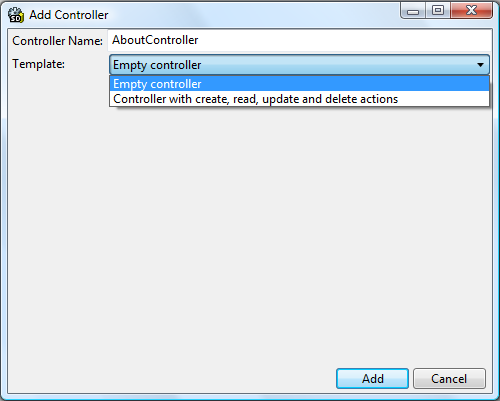 Add Controller
Controller Name: AboutController
Template: Empty controller
Empty controller
Controller with create, read, update and delete actions
Add Cancel